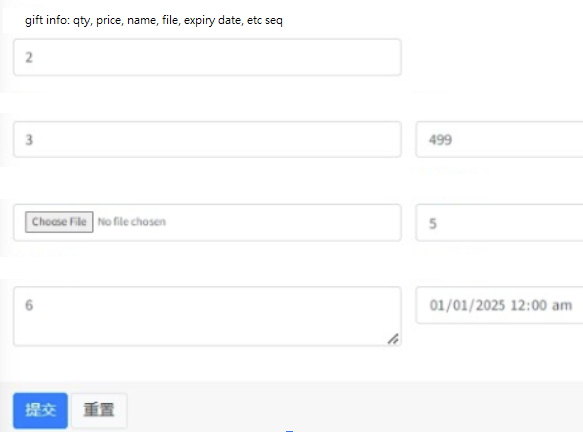 gift info: qty, price, name, file, expiry date, etc seq
2
3 499
Choose File No file chosen 5
6 01/01/2025 12:00 am
提交 重置